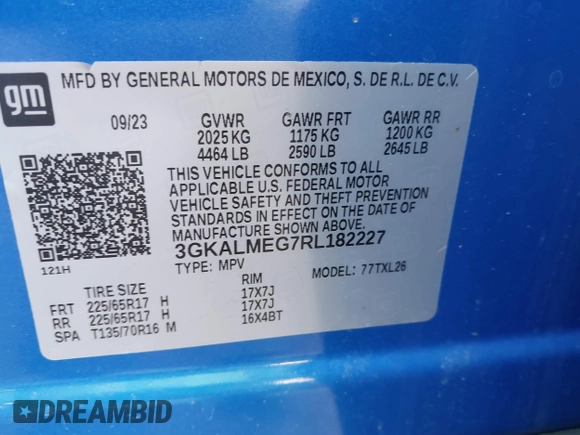 gm
MFD BY GENERAL MOTORS DE MEXICO, S. DE R.L. DE C.V.
09/23 GVWR GAWR FRT GAWR RR
2025 KG 1175 KG 1200 KG
4464 LB 2590 LB 2645 LB
THIS VEHICLE CONFORMS TO ALL
APPLICABLE U.S. FEDERAL MOTOR
VEHICLE SAFETY AND THEFT PREVENTION
STANDARDS IN EFFECT ON THE DATE OF
MANUFACTURE SHOWN ABOVE.
3GKALMEG7RL182227
121H
TYPE: MPV MODEL: 77TXL26
TIRE SIZE RIM
FRT 225/65R17 H 17X7J
RR 225/65R17 H 17X7J
SPA T135/70R16 M 16X4BT
DREAMBID